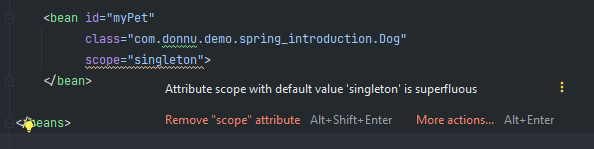 <bean id="myPet"
class="com.donnu.demo.spring_introduction.Dog"
scope="singleton">
</bean>
Attribute scope with default value 'singleton' is superfluous
Remove "scope" attribute Alt+Shift+Enter More actions... Alt+Enter
</beans>